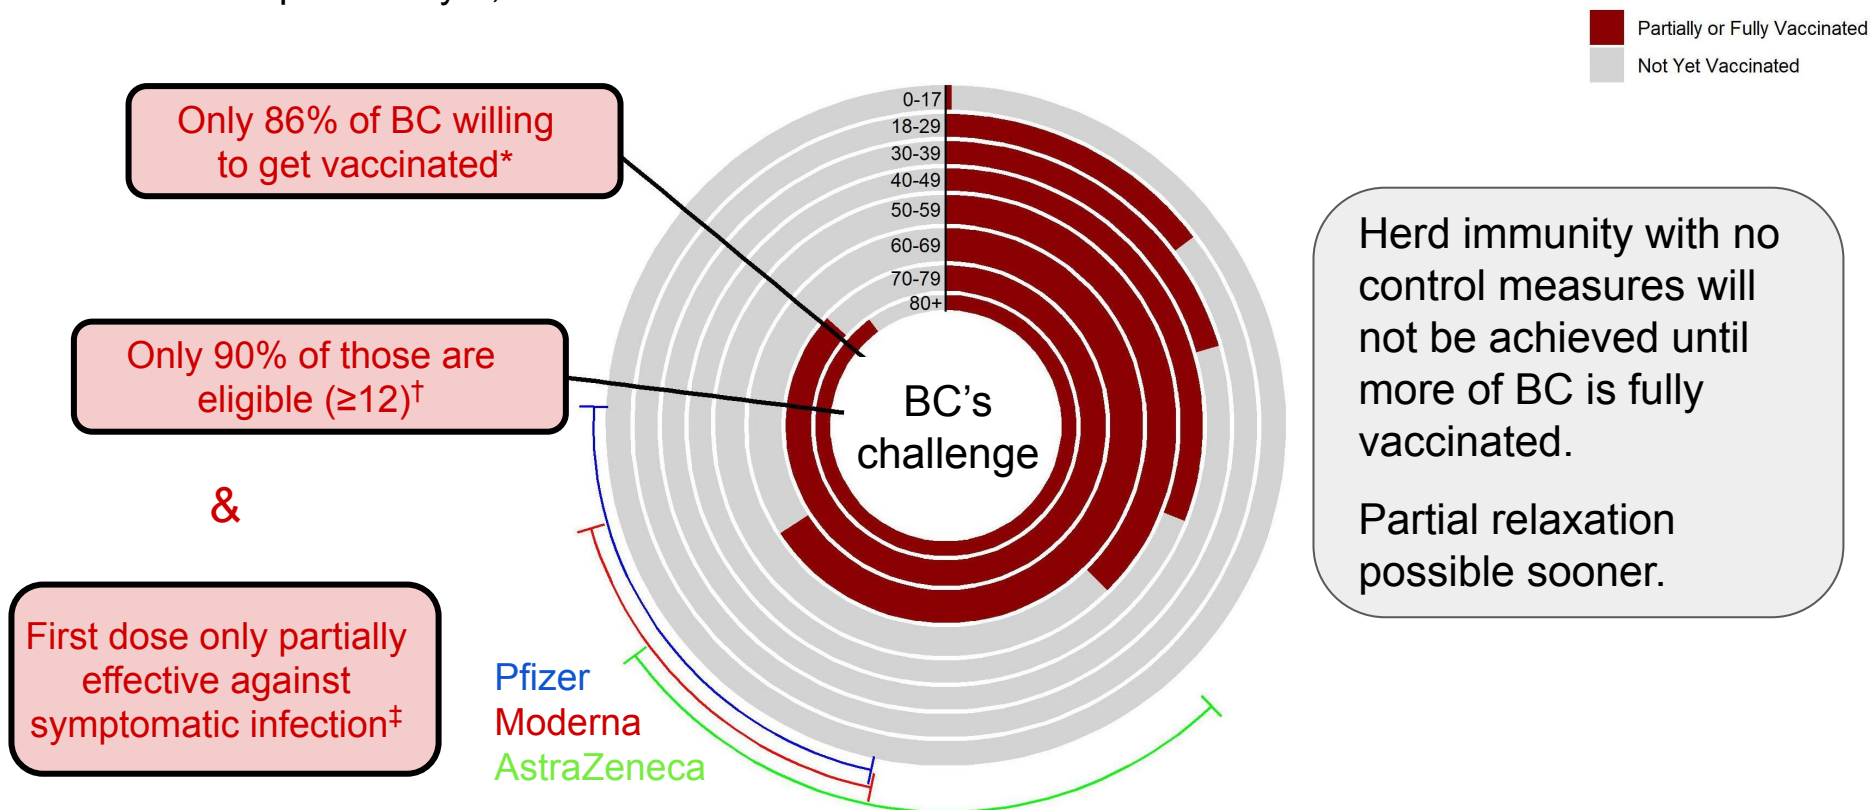 Partially or Fully Vaccinated
Not Yet Vaccinated
Only 86% of BC willing
to get vaccinated*
Only 90% of those are
eligible (≥12)†
&
First dose only partially
effective against
symptomatic infection‡
0-17
18-29
30-39
40-49
50-59
60-69
70-79
80+
BC's
challenge
Pfizer
Moderna
AstraZeneca
Herd immunity with no
control measures will
not be achieved until
more of BC is fully
vaccinated.
Partial relaxation
possible sooner.